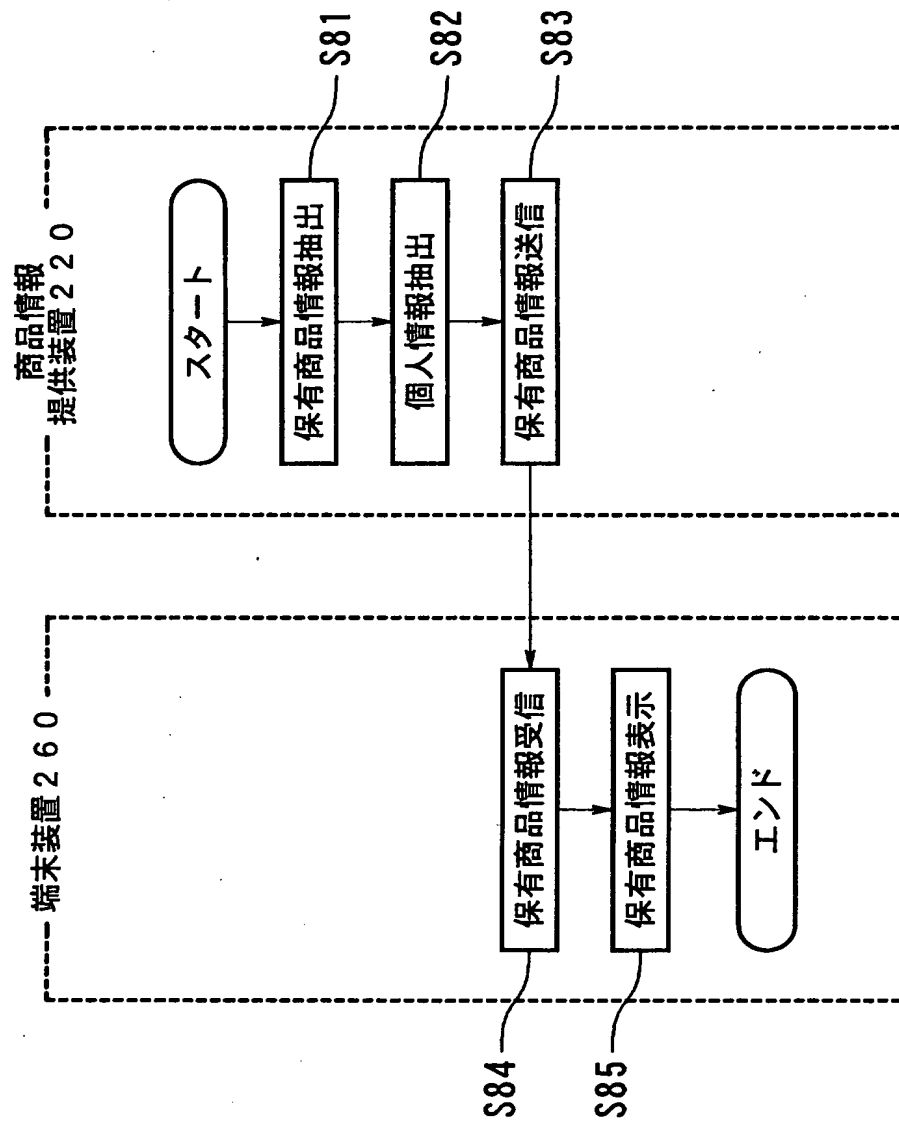 端末装置２６０
商品情報
提供装置２２０
スタート
保有商品情報抽出
S81
個人情報抽出
S82
保有商品情報送信
S83
保有商品情報受信
S84
保有商品情報表示
S85
エンド